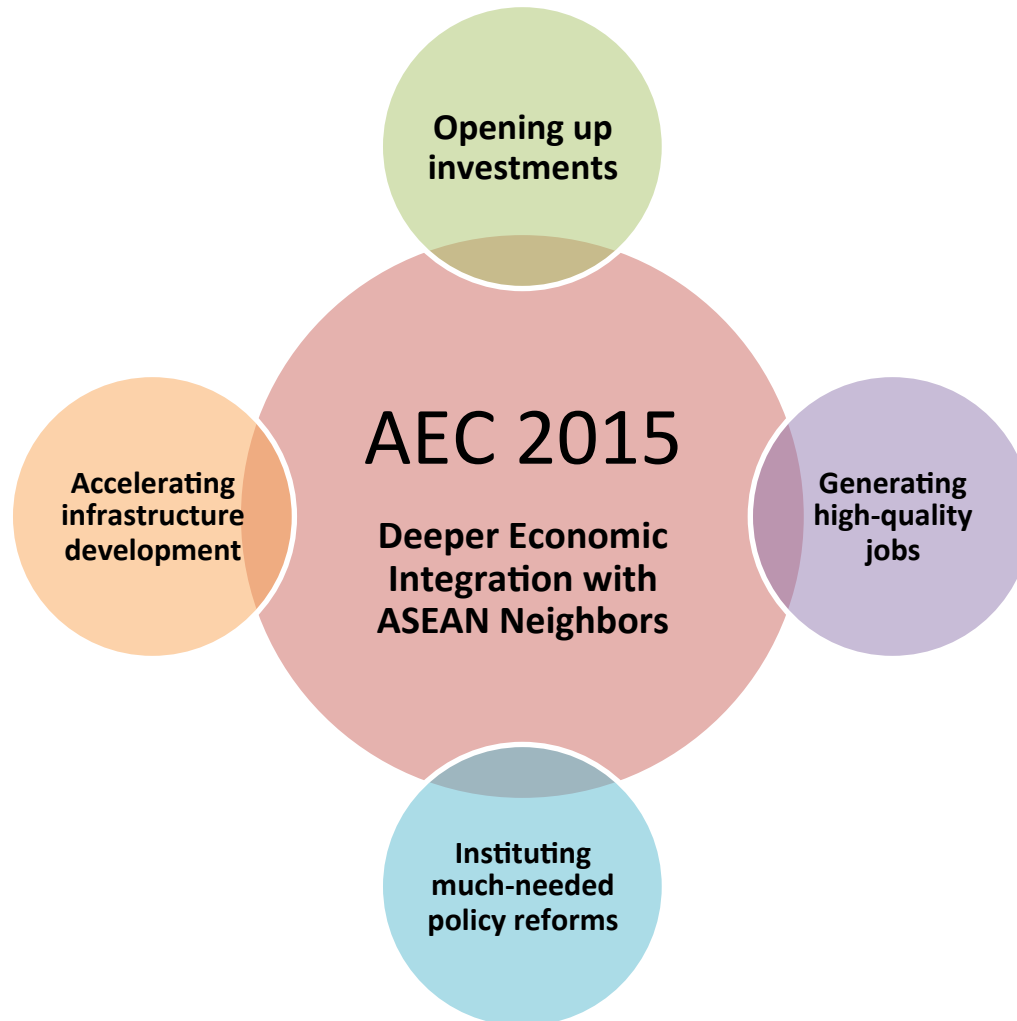 Opening up
investments
AEC 2015
Deeper Economic
Integration with
ASEAN Neighbors
Accelerating
infrastructure
development
Generating
high-quality
jobs
Instituting
much-needed
policy reforms